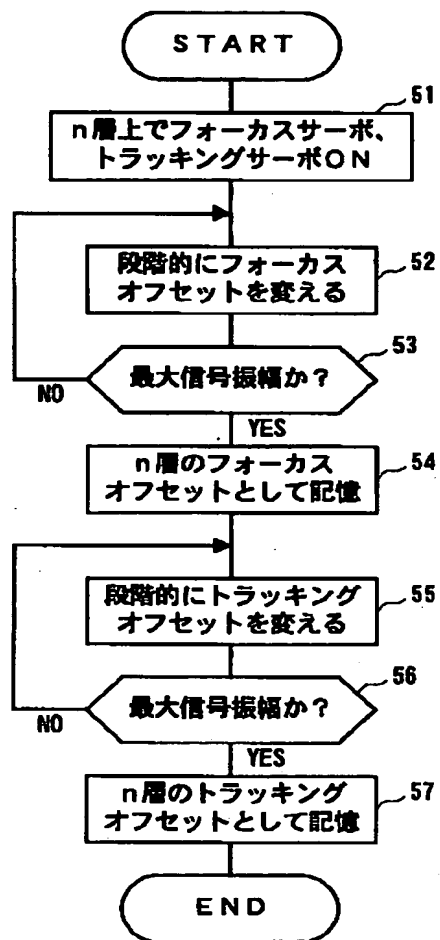 START
51
n層上でフォーカスサーボ、
トラッキングサーボON
段階的にフォーカス
オフセットを変える
52
53
最大信号振幅か？
NO
YES
n層のフォーカス
オフセットとして記憶
54
段階的にトラッキング
オフセットを変える
55
56
最大信号振幅か？
NO
YES
n層のトラッキング
オフセットとして記憶
57
END